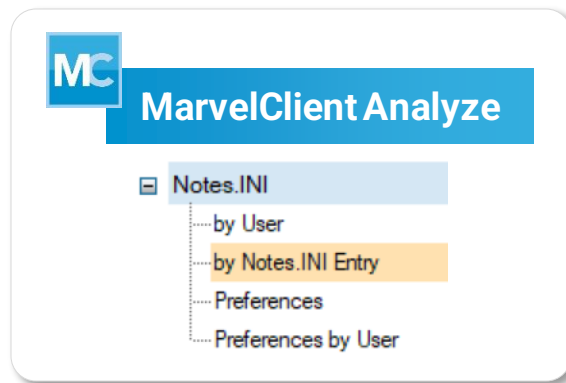 MC
MarvelClient Analyze
Notes.INI
by User
by Notes.INI Entry
Preferences
Preferences by User